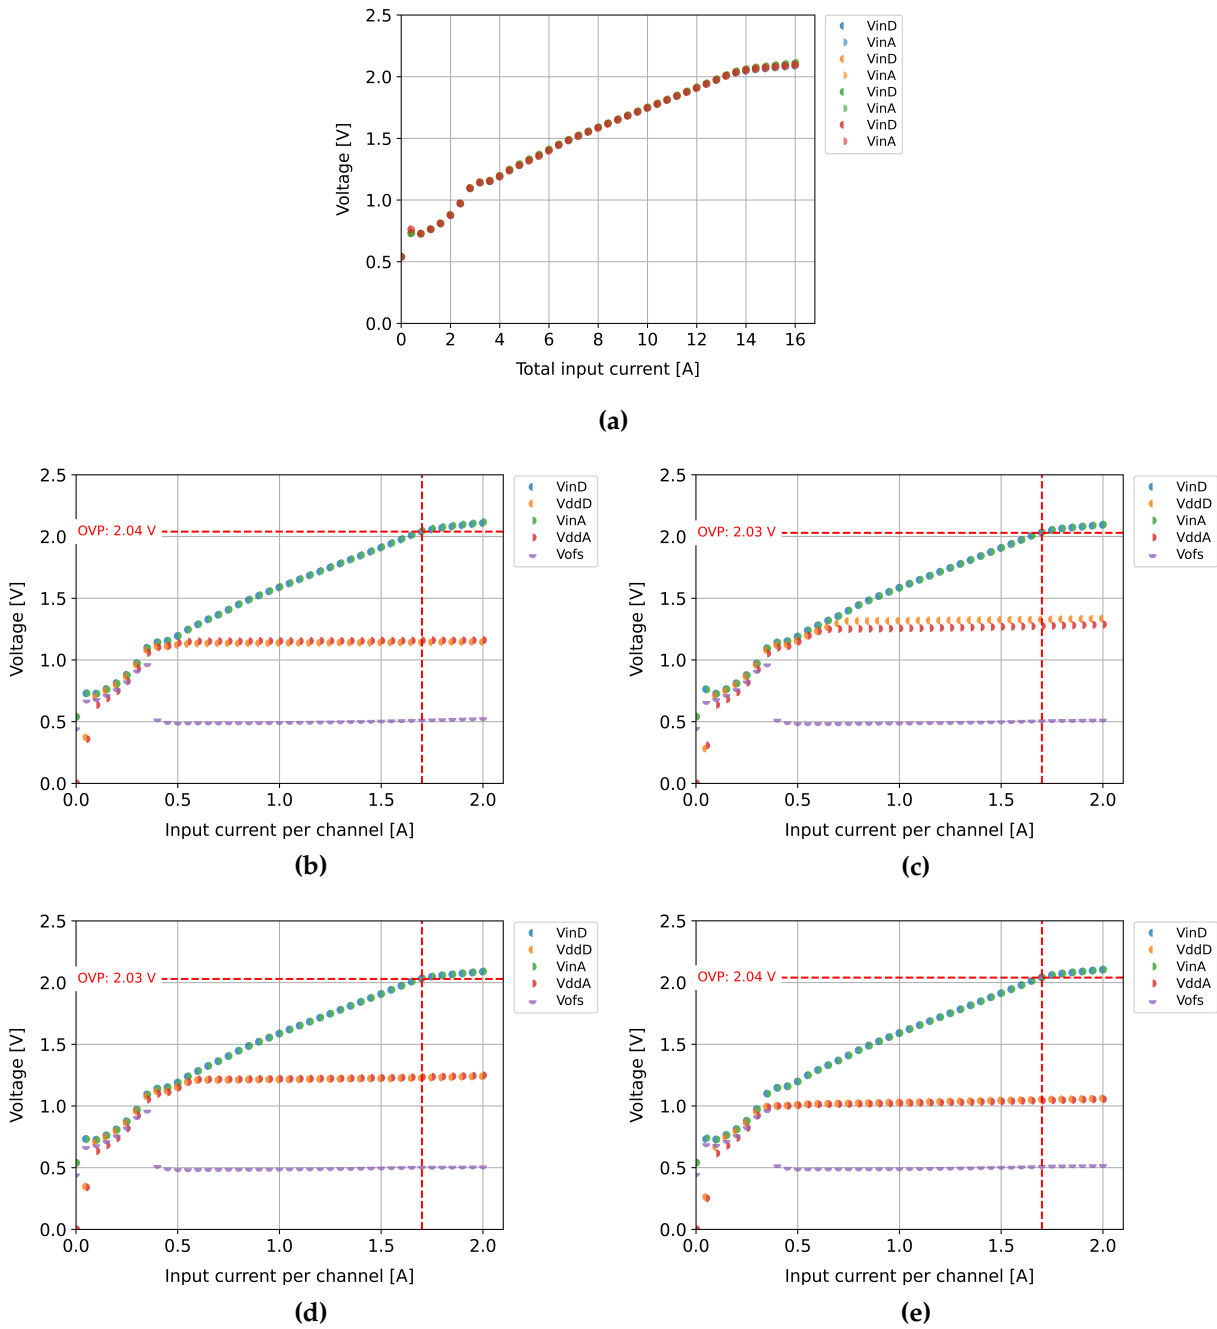 2.5
2.0
1.5
1.0
0.5
0.0
Voltage [V]
0 2 4 6 8 10 12 14 16
Total input current [A]
VinD
VinA
VinD
VinA
VinD
VinA
VinD
VinA
(a)
2.5
2.0
1.5
1.0
0.5
0.0
Voltage [V]
OVP: 2.04 V
0.0 0.5 1.0 1.5 2.0
Input current per channel [A]
VinD
VddD
VinA
VddA
Vofs
(b)
2.5
2.0
1.5
1.0
0.5
0.0
Voltage [V]
OVP: 2.03 V
0.0 0.5 1.0 1.5 2.0
Input current per channel [A]
VinD
VddD
VinA
VddA
Vofs
(c)
2.5
2.0
1.5
1.0
0.5
0.0
Voltage [V]
OVP: 2.03 V
0.0 0.5 1.0 1.5 2.0
Input current per channel [A]
VinD
VddD
VinA
VddA
Vofs
(d)
2.5
2.0
1.5
1.0
0.5
0.0
Voltage [V]
OVP: 2.04 V
0.0 0.5 1.0 1.5 2.0
Input current per channel [A]
VinD
VddD
VinA
VddA
Vofs
(e)